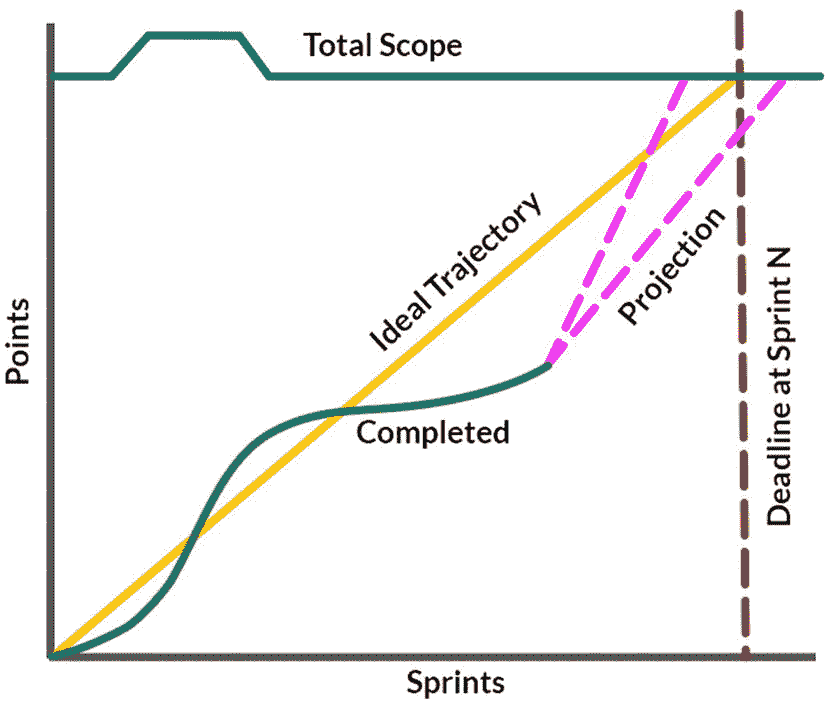 Total Scope
Ideal Trajectory
Projection
Points
Completed
Deadline at Sprint N
Sprints